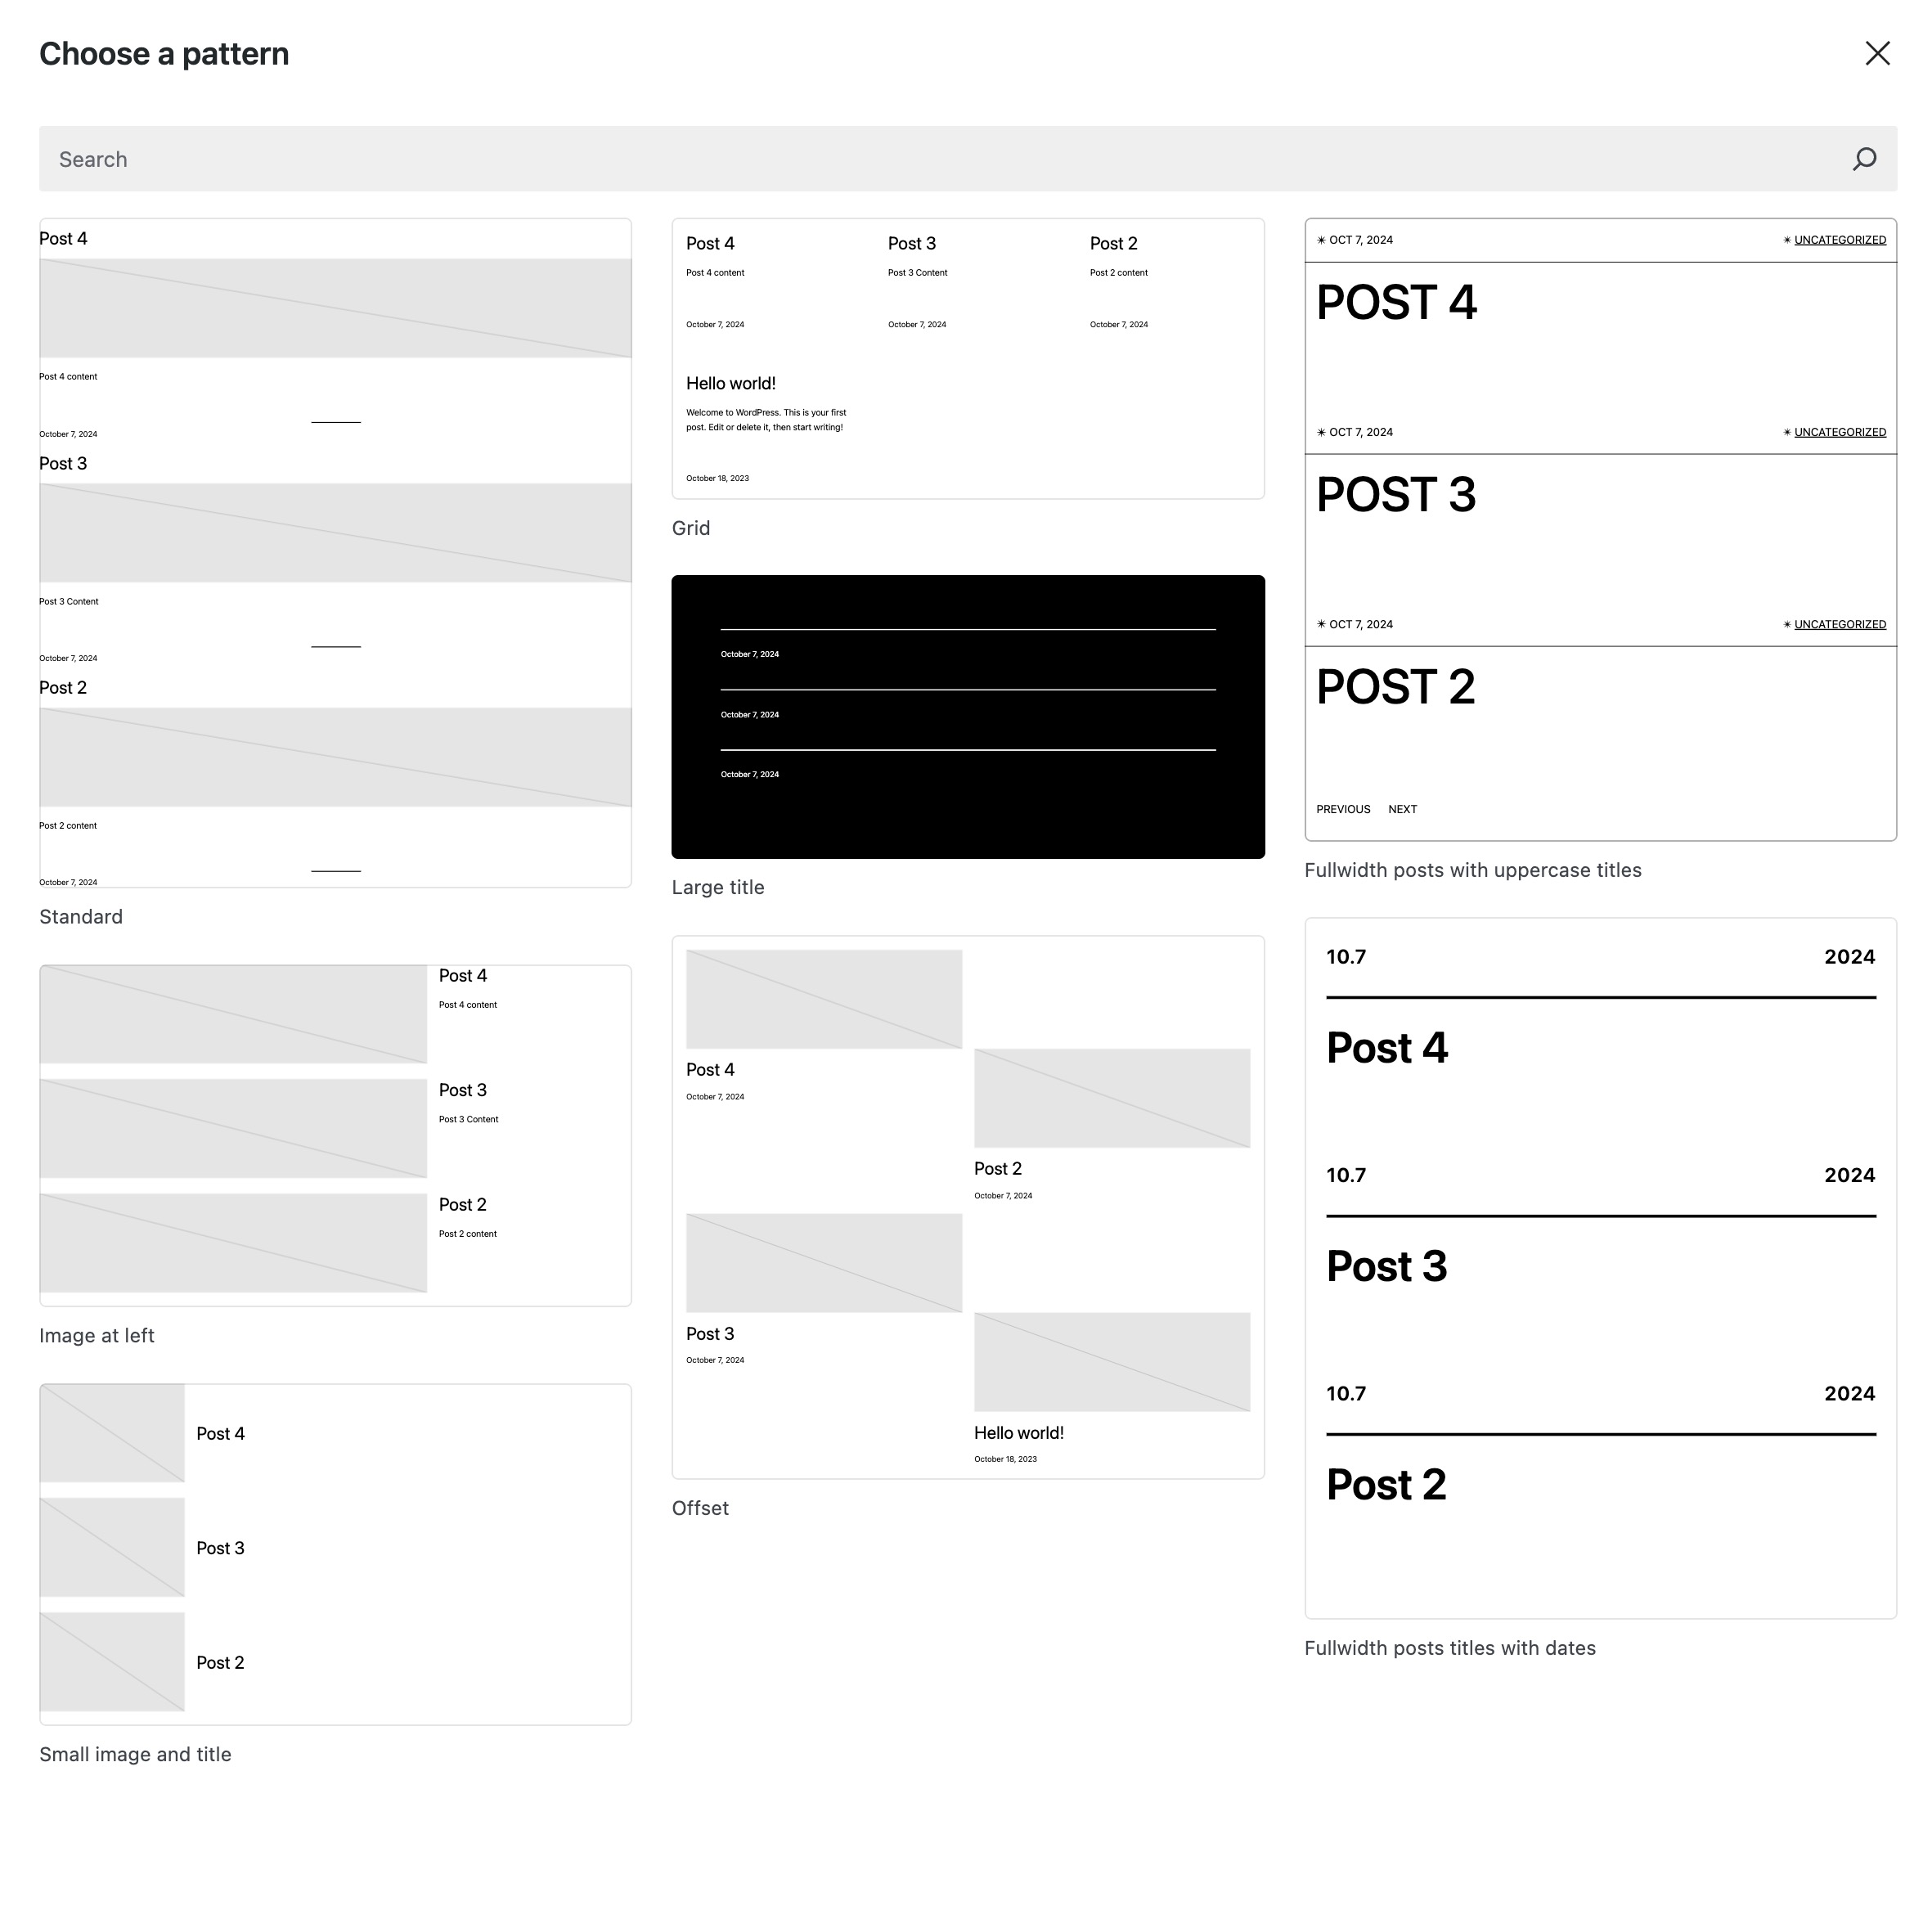 Choose a pattern
Search
Post 4
Post 4 content
October 7, 2024
Post 3
Post 3 Content
October 7, 2024
Post 2
Post 2 content
October 7, 2024
Standard
Post 4
Post 4 content
Post 3
Post 3 Content
Post 2
Post 2 content
Image at left
Post 4
Post 3
Post 2
Small image and title
Post 4
Post 4 content
October 7, 2024
Post 3
Post 3 Content
October 7, 2024
Post 2
Post 2 content
October 7, 2024
Hello world!
Welcome to WordPress. This is your first
post. Edit or delete it, then start writing!
October 18, 2023
Grid
October 7, 2024
October 7, 2024
October 7, 2024
Large title
Post 4
October 7, 2024
Post 2
October 7, 2024
Post 3
October 7, 2024
Hello world!
October 18, 2023
Offset
✴ OCT 7, 2024 ✴ UNCATEGORIZED
POST 4
✴ OCT 7, 2024 ✴ UNCATEGORIZED
POST 3
✴ OCT 7, 2024 ✴ UNCATEGORIZED
POST 2
PREVIOUS NEXT
Fullwidth posts with uppercase titles
10.7 2024
Post 4
10.7 2024
Post 3
10.7 2024
Post 2
Fullwidth posts titles with dates